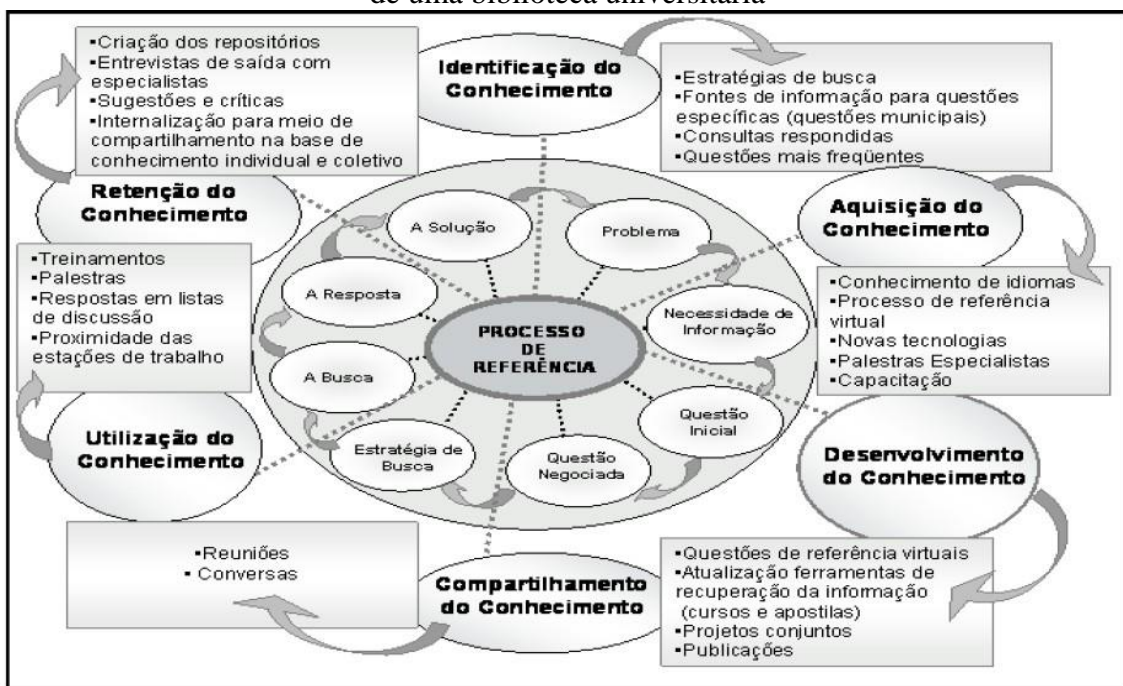 de uma biblioteca universitária
▪Criação dos repositórios
▪Entrevistas de saída com
especialistas
▪Sugestões e críticas
▪Internalização para meio de
compartilhamento na base de
conhecimento individual e coletivo
Identificação do
Conhecimento
▪Estratégias de busca
▪Fontes de informação para questões
específicas (questões municipais)
▪Consultas respondidas
▪Questões mais freqüentes
Retenção do
Conhecimento
Aquisição do
Conhecimento
▪Treinamentos
▪Palestras
▪Respostas em listas
de discussão
▪Proximidade das
estações de trabalho
▪Conhecimento de idiomas
▪Processo de referência
virtual
▪Novas tecnologias
▪Palestras Especialistas
▪Capacitação
A Solução
Problema
A Resposta
Necessidade de
Informação
PROCESSO
DE
REFERÊNCIA
A Busca
Questão
Inicial
Estratégia de
Busca
Questão
Negociada
Utilização do
Conhecimento
Desenvolvimento
do Conhecimento
▪Reuniões
▪ Conversas
Compartilhamento
do Conhecimento
▪Questões de referência virtuais
▪Atualização ferramentas de
recuperação da informação
(cursos e apostilas)
▪Projetos conjuntos
▪Publicações